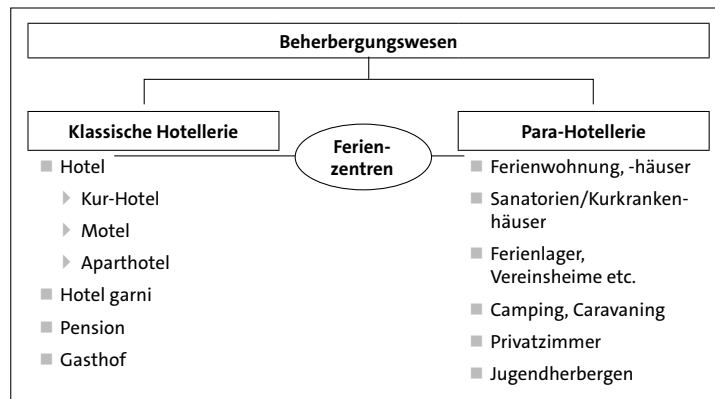 Beherbergungswesen
Klassische Hotellerie
Ferien-
zentren
Para-Hotellerie
Hotel
Kur-Hotel
Motel
Aparthotel
Hotel garni
Pension
Gasthof
Ferienwohnung, -häuser
Sanatorien/Kurkranken-
häuser
Ferienlager,
Vereinsheime etc.
Camping, Caravaning
Privatzimmer
Jugendherbergen